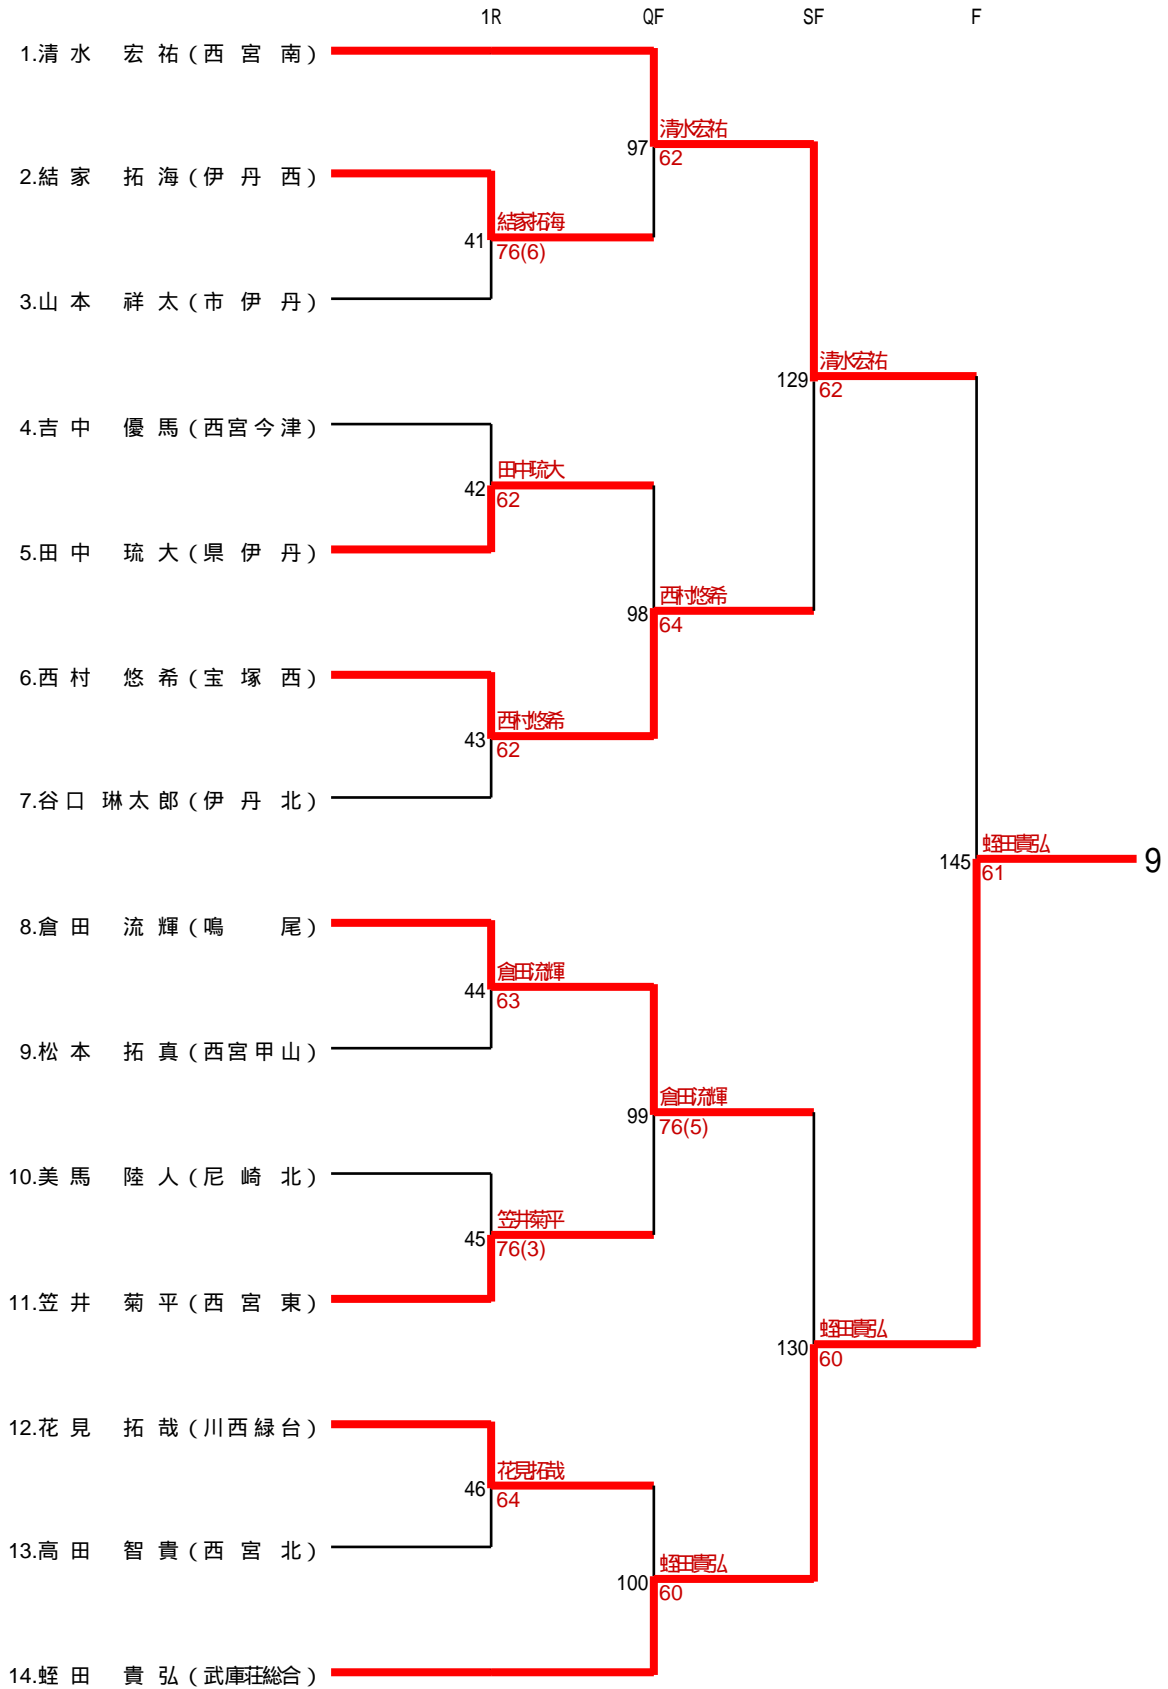 1R QF SF F
1.清水 宏祐(西宮南)
清水宏祐
97
62
2.結家 拓海(伊丹西)
結家拓海
41
76(6)
3.山本 祥太(市伊丹)
清水宏祐
129
62
4.吉中 優馬(西宮今津)
田中琉大
42
62
5.田中 琉大(県伊丹)
西村悠希
98
64
6.西村 悠希(宝塚西)
西村悠希
43
62
7.谷口 琳太郎(伊丹北)
蛭田貴弘
145
61
9
8.倉田 流輝(鳴尾)
倉田流輝
44
63
9.松本 拓真(西宮甲山)
倉田流輝
99
76(5)
10.美馬 陸人(尼崎北)
笠井菊平
45
76(3)
11.笠井 菊平(西宮東)
蛭田貴弘
130
60
12.花見 拓哉(川西緑台)
花見拓哉
46
64
13.高田 智貴(西宮北)
蛭田貴弘
100
60
14.蛭田 貴弘(武庫荘総合)